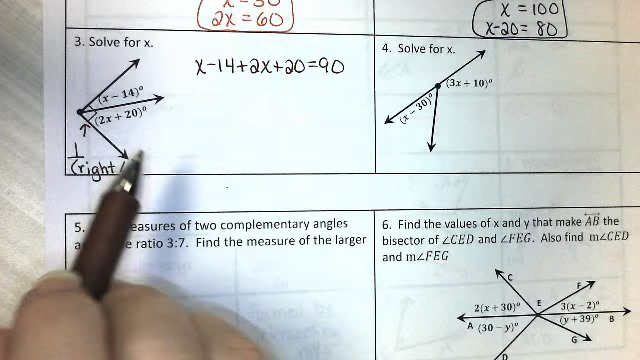 x - 30
2x = 60
x = 100
x-20 = 80
3. Solve for x.
x-14+2x+20=90
(x − 14)°
(2x + 20)°
(right
4. Solve for x.
(3x + 10)°
(x − 30)°
5. measures of two complementary angles
ratio 3:7. Find the measure of the larger
6. Find the values of x and y that make AB the
bisector of ∠CED and ∠FEG. Also find m∠CED
and m∠FEG
C
F
E
2(x + 30)°
3(x − 2)°
A
(30 − y)°
(y + 39)°
B
G
D